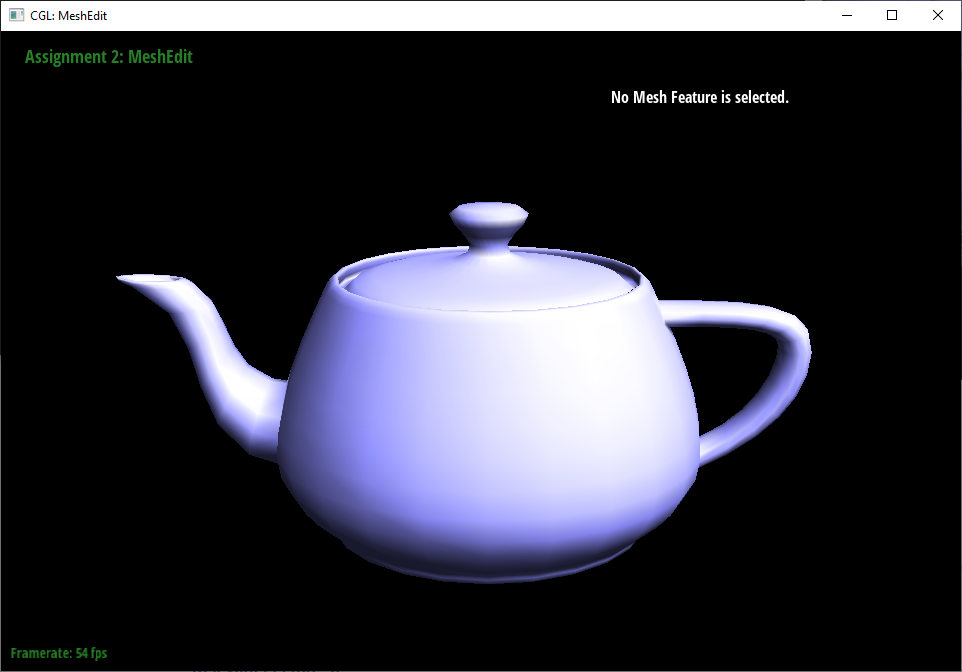 CGL: MeshEdit
Assignment 2: MeshEdit
No Mesh Feature is selected.
Framerate: 54 fps